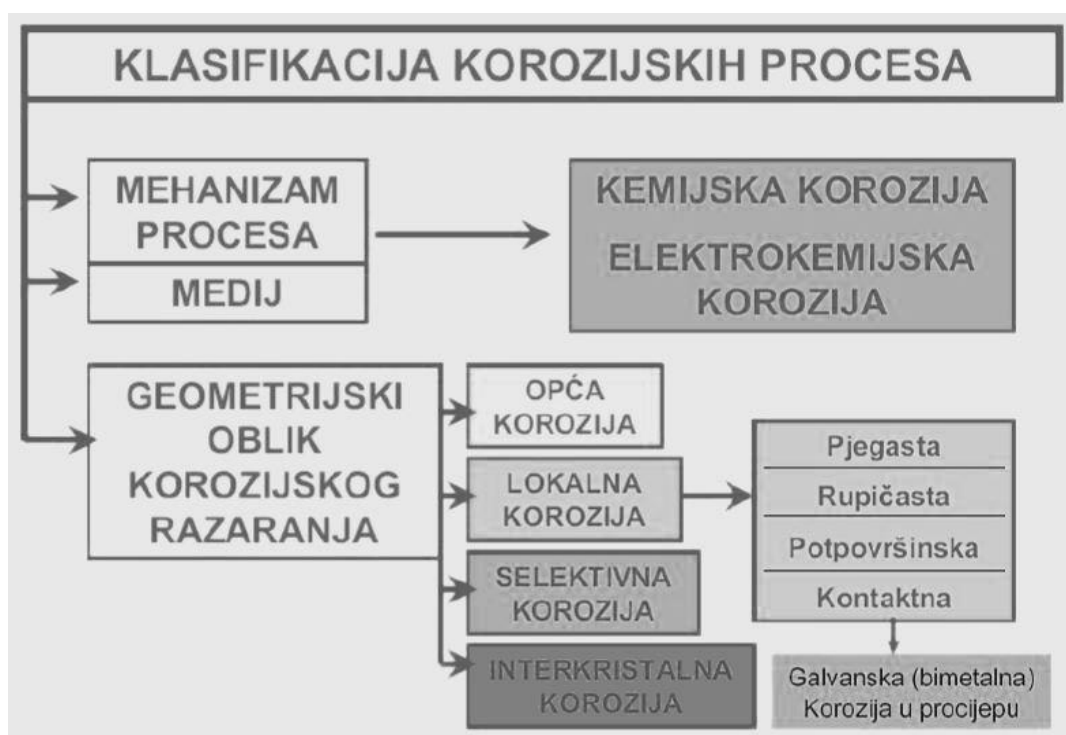 KLASIFIKACIJA KOROZIJSKIH PROCESA
MEHANIZAM
PROCESA
MEDIJ
KEMIJSKA KOROZIJA
ELEKTROKEMIJSKA
KOROZIJA
GEOMETRIJSKI
OBLIK
KOROZIJSKOG
RAZARANJA
OPĆA
KOROZIJA
LOKALNA
KOROZIJA
SELEKTIVNA
KOROZIJA
INTERKRISTALNA
KOROZIJA
Pjegasta
Rupičasta
Potpovršinska
Kontaktna
Galvanska (bimetalna)
Korozija u procijepu